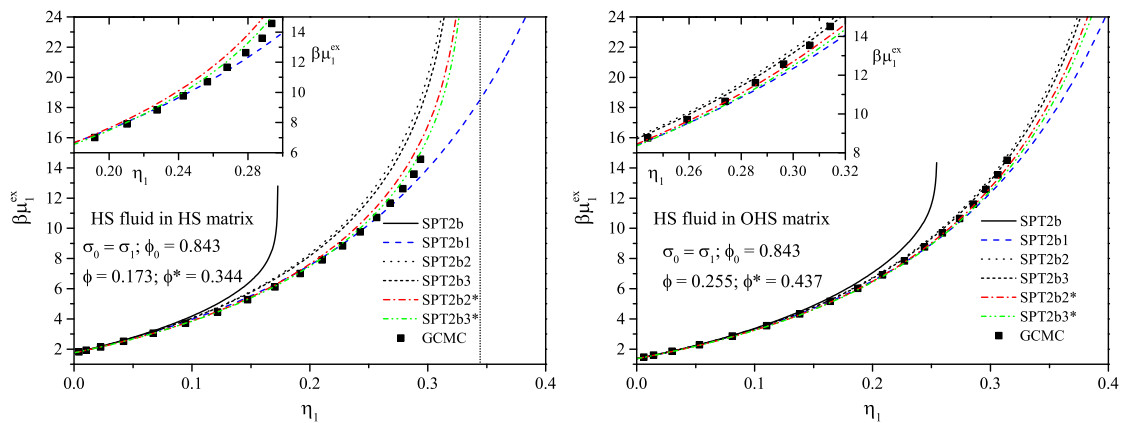 24
22
20
18
16
14
12
10
8
6
4
2
0.0
0.1
0.2
0.3
0.4
βμ₁ᵉˣ
η₁
0.20
0.24
0.28
14
12
10
8
6
βμ₁ᵉˣ
η₁
HS fluid in HS matrix
σ₀ = σ₁; ϕ₀ = 0.843
ϕ = 0.173; ϕ* = 0.344
SPT2b
SPT2b1
SPT2b2
SPT2b3
SPT2b2*
SPT2b3*
GCMC
24
22
20
18
16
14
12
10
8
6
4
2
0.0
0.1
0.2
0.3
0.4
βμ₁ᵉˣ
η₁
0.24
0.26
0.28
0.30
0.32
14
12
10
8
βμ₁ᵉˣ
η₁
HS fluid in OHS matrix
σ₀ = σ₁; ϕ₀ = 0.843
ϕ = 0.255; ϕ* = 0.437
SPT2b
SPT2b1
SPT2b2
SPT2b3
SPT2b2*
SPT2b3*
GCMC